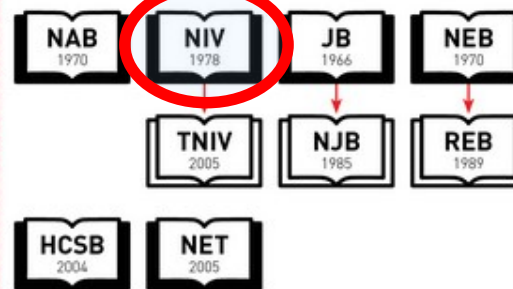 NAB NIV JB NEB
1970 1978 1966 1970
TNIV NJB REB
2005 1985 1989
HCSB NET
2004 2005